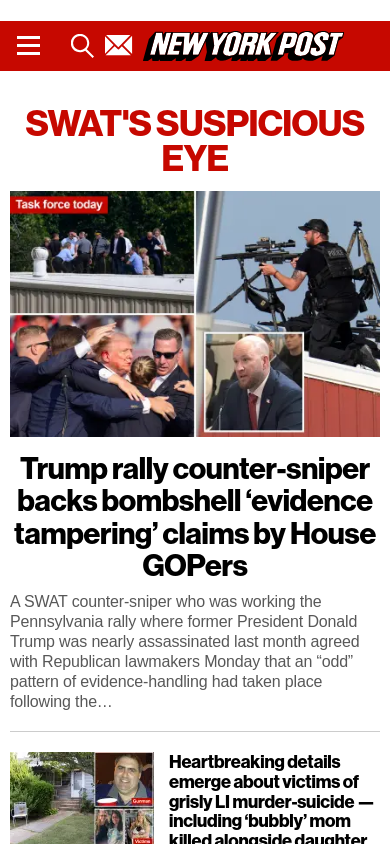 NEW YORK POST
SWAT'S SUSPICIOUS
EYE
Task force today
POLICE
Trump rally counter-sniper
backs bombshell ‘evidence
tampering’ claims by House
GOPers
A SWAT counter-sniper who was working the
Pennsylvania rally where former President Donald
Trump was nearly assassinated last month agreed
with Republican lawmakers Monday that an “odd”
pattern of evidence-handling had taken place
following the…
Heartbreaking details
emerge about victims of
grisly LI murder-suicide —
including ‘bubbly’ mom
killed alongside daughter
Gunman
Victims